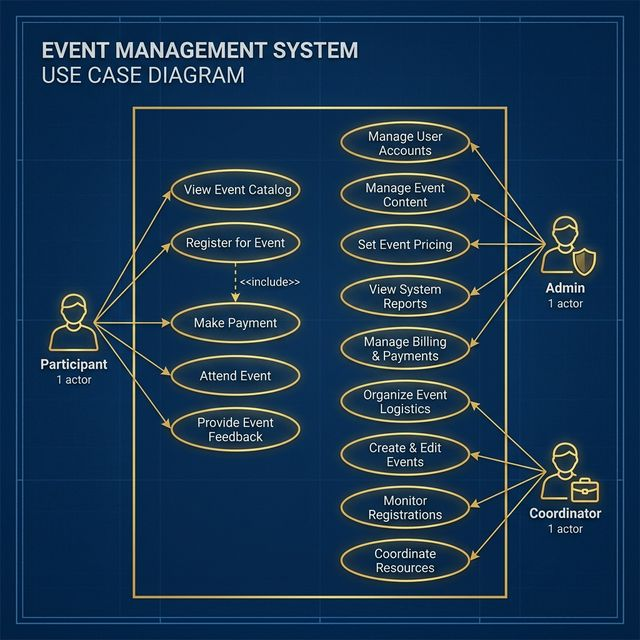 EVENT MANAGEMENT SYSTEM
USE CASE DIAGRAM
View Event Catalog
Register for Event
<<include>>
Make Payment
Attend Event
Provide Event
Feedback
Participant
1 actor
Manage User
Accounts
Manage Event
Content
Set Event Pricing
View System
Reports
Manage Billing
& Payments
Organize Event
Logistics
Create & Edit
Events
Monitor
Registrations
Coordinate
Resources
Admin
1 actor
Coordinator
1 actor